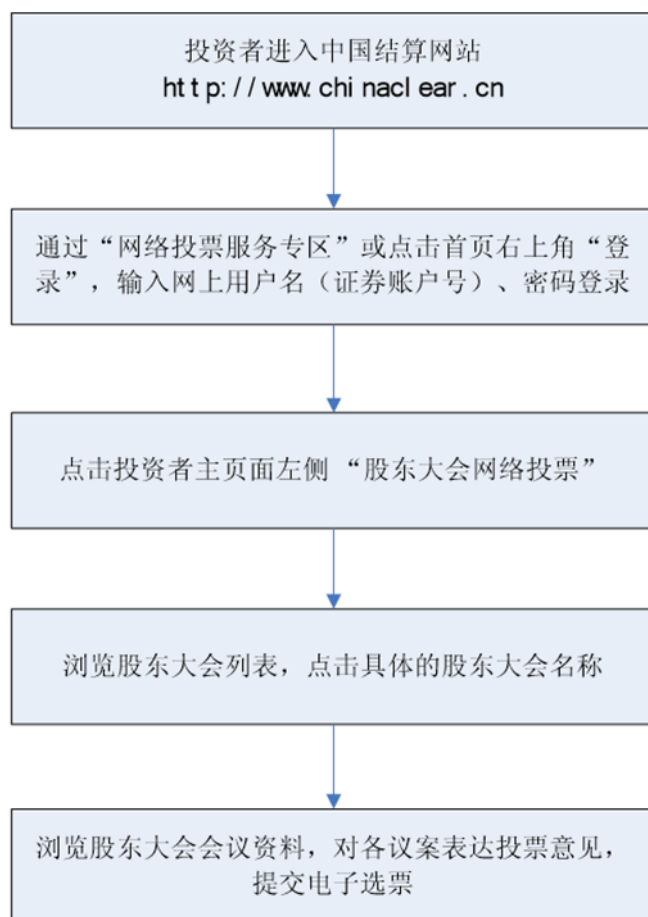 投资者进入中国结算网站
http://www.chinaclear.cn
通过“网络投票服务专区”或点击首页右上角“登
录”，输入网上用户名（证券账户号）、密码登录
点击投资者主页面左侧 “股东大会网络投票”
浏览股东大会列表，点击具体的股东大会名称
浏览股东大会会议资料，对各议案表达投票意见，
提交电子选票